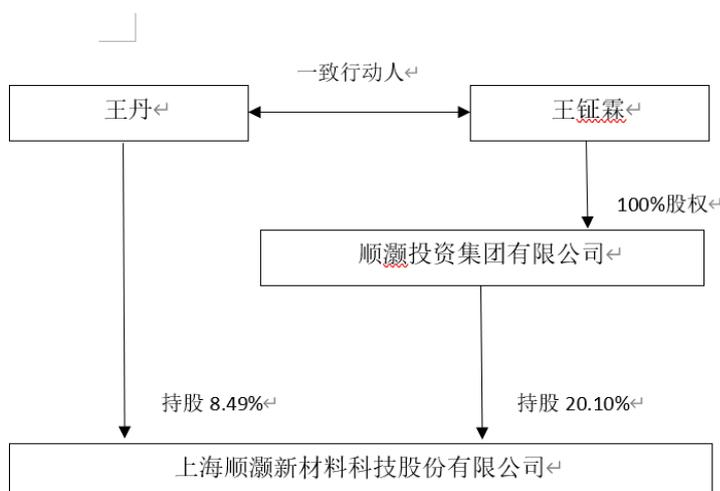 一致行动人
王丹
王钲霖
100%股权
顺灏投资集团有限公司
持股 8.49%
持股 20.10%
上海顺灏新材料科技股份有限公司